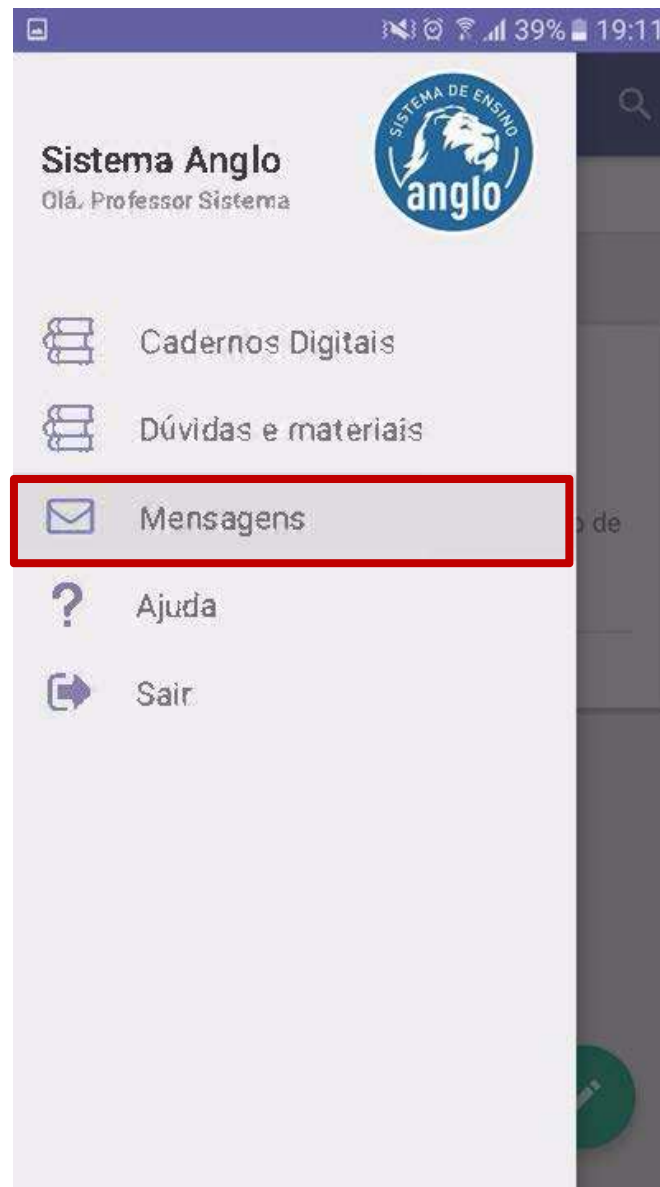 39% 19:11
SISTEMA DE ENSINO
anglo
Sistema Anglo
Olá, Professor Sistema
Cadernos Digitais
Dúvidas e materiais
Mensagens
o de
Ajuda
Sair